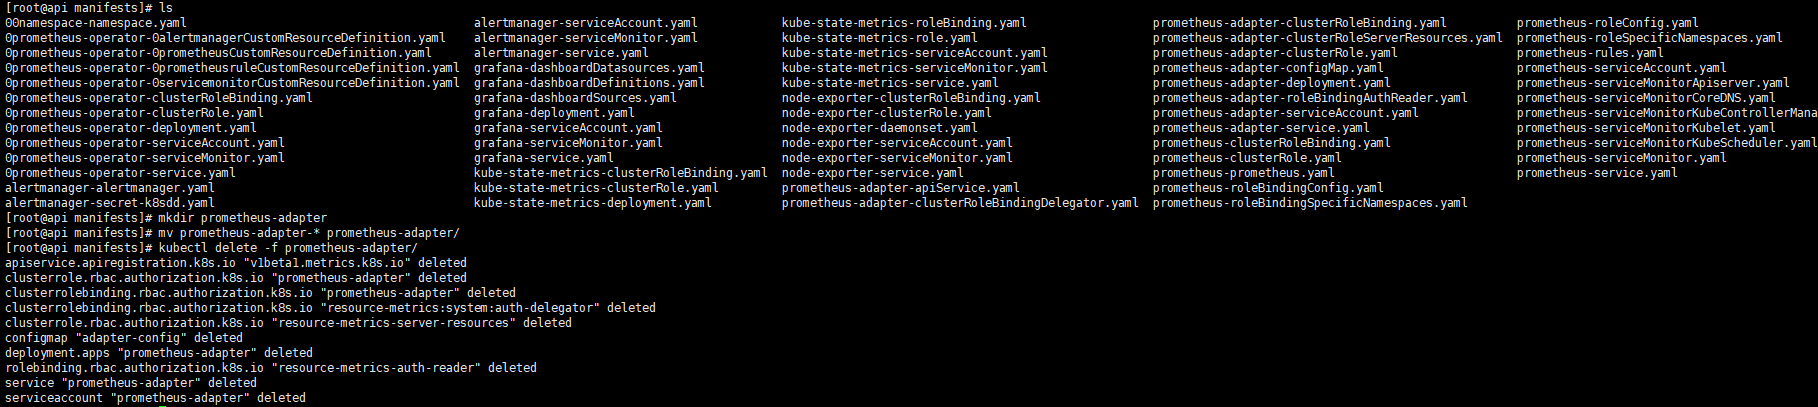 [root@api manifests]# ls
00namespace-namespace.yaml alertmanager-serviceAccount.yaml kube-state-metrics-roleBinding.yaml prometheus-adapter-clusterRoleBinding.yaml prometheus-roleConfig.yaml
0prometheus-operator-0alertmanagerCustomResourceDefinition.yaml alertmanager-serviceMonitor.yaml kube-state-metrics-role.yaml prometheus-adapter-clusterRoleServerResources.yaml prometheus-roleSpecificNamespaces.yaml
0prometheus-operator-0prometheusCustomResourceDefinition.yaml alertmanager-service.yaml kube-state-metrics-serviceAccount.yaml prometheus-adapter-clusterRole.yaml prometheus-rules.yaml
0prometheus-operator-0prometheusruleCustomResourceDefinition.yaml grafana-dashboardDatasources.yaml kube-state-metrics-serviceMonitor.yaml prometheus-adapter-configMap.yaml prometheus-serviceAccount.yaml
0prometheus-operator-0servicemonitorCustomResourceDefinition.yaml grafana-dashboardDefinitions.yaml kube-state-metrics-service.yaml prometheus-adapter-deployment.yaml prometheus-serviceMonitorApiserver.yaml
0prometheus-operator-clusterRoleBinding.yaml grafana-dashboardSources.yaml node-exporter-clusterRoleBinding.yaml prometheus-adapter-roleBindingAuthReader.yaml prometheus-serviceMonitorCoreDNS.yaml
0prometheus-operator-clusterRole.yaml grafana-deployment.yaml node-exporter-clusterRole.yaml prometheus-adapter-serviceAccount.yaml prometheus-serviceMonitorKubeControllerMana
0prometheus-operator-deployment.yaml grafana-serviceAccount.yaml node-exporter-daemonset.yaml prometheus-adapter-service.yaml prometheus-serviceMonitorKubelet.yaml
0prometheus-operator-serviceAccount.yaml grafana-serviceMonitor.yaml node-exporter-serviceAccount.yaml prometheus-clusterRoleBinding.yaml prometheus-serviceMonitorKubeScheduler.yaml
0prometheus-operator-serviceMonitor.yaml grafana-service.yaml node-exporter-serviceMonitor.yaml prometheus-clusterRole.yaml prometheus-serviceMonitor.yaml
0prometheus-operator-service.yaml kube-state-metrics-clusterRoleBinding.yaml node-exporter-service.yaml prometheus-prometheus.yaml prometheus-service.yaml
alertmanager-alertmanager.yaml kube-state-metrics-clusterRole.yaml prometheus-adapter-apiService.yaml prometheus-roleBindingConfig.yaml
alertmanager-secret-k8sdd.yaml kube-state-metrics-deployment.yaml prometheus-adapter-clusterRoleBindingDelegator.yaml prometheus-roleBindingSpecificNamespaces.yaml
[root@api manifests]# mkdir prometheus-adapter
[root@api manifests]# mv prometheus-adapter-* prometheus-adapter/
[root@api manifests]# kubectl delete -f prometheus-adapter/
apiservice.apiregistration.k8s.io "v1beta1.metrics.k8s.io" deleted
clusterrole.rbac.authorization.k8s.io "prometheus-adapter" deleted
clusterrolebinding.rbac.authorization.k8s.io "prometheus-adapter" deleted
clusterrolebinding.rbac.authorization.k8s.io "resource-metrics:system:auth-delegator" deleted
clusterrole.rbac.authorization.k8s.io "resource-metrics-server-resources" deleted
configmap "adapter-config" deleted
deployment.apps "prometheus-adapter" deleted
rolebinding.rbac.authorization.k8s.io "resource-metrics-auth-reader" deleted
service "prometheus-adapter" deleted
serviceaccount "prometheus-adapter" deleted